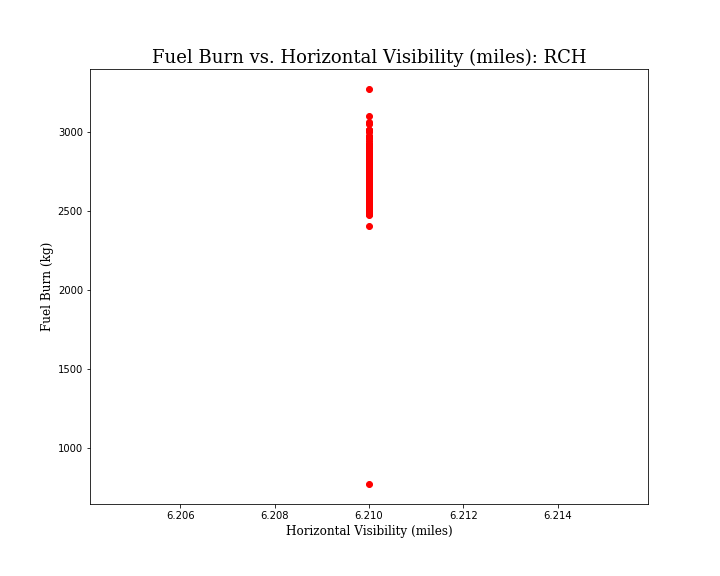 Fuel Burn vs. Horizontal Visibility (miles): RCH
3000
2500
2000
1500
1000
Fuel Burn (kg)
6.206 6.208 6.210 6.212 6.214
Horizontal Visibility (miles)